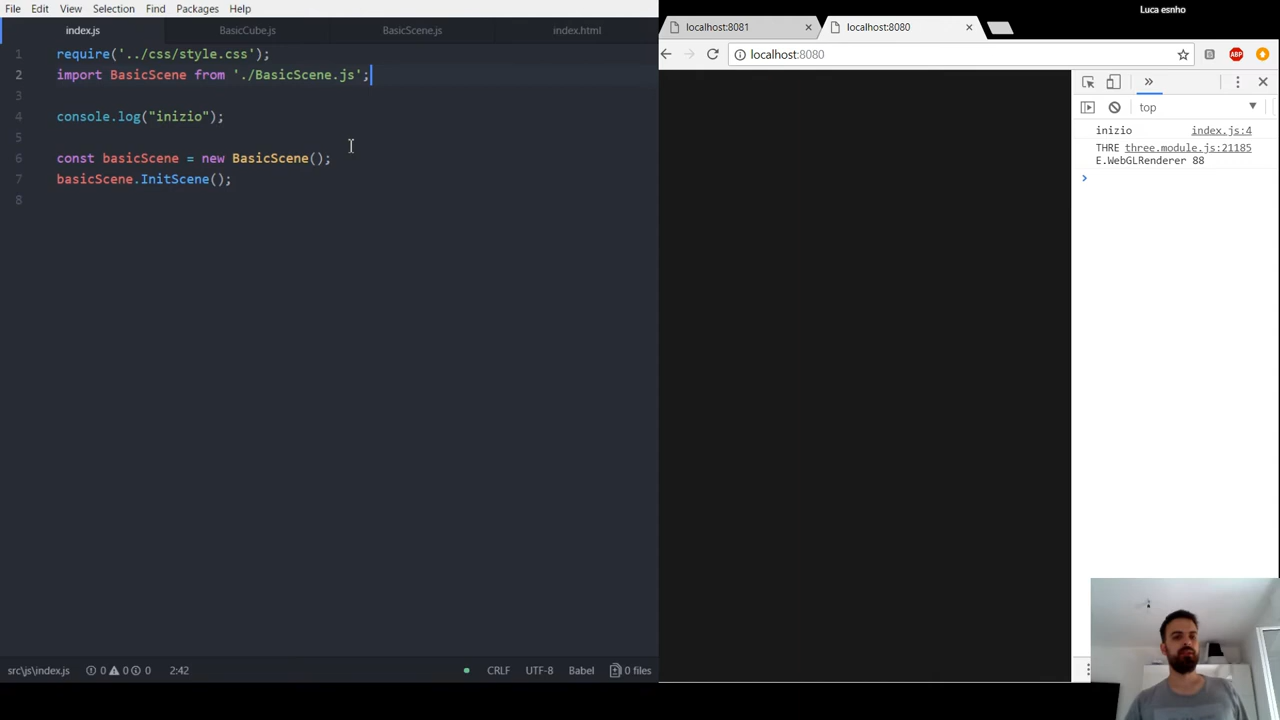 Luca esnho
File Edit View Selection Find Packages Help
index.js BasicCube.js BasicScene.js index.html
1 require('../css/style.css');
2 import BasicScene from './BasicScene.js';
3
4 console.log("inizio");
5
6 const basicScene = new BasicScene();
7 basicScene.InitScene();
8
src\js\index.js 0 0 0 2:42 CRLF UTF-8 Babel 0 files
localhost:8081 localhost:8080
localhost:8080 ABP
top
inizio index.js:4
THRE three.module.js:21185
E.WebGLRenderer 88